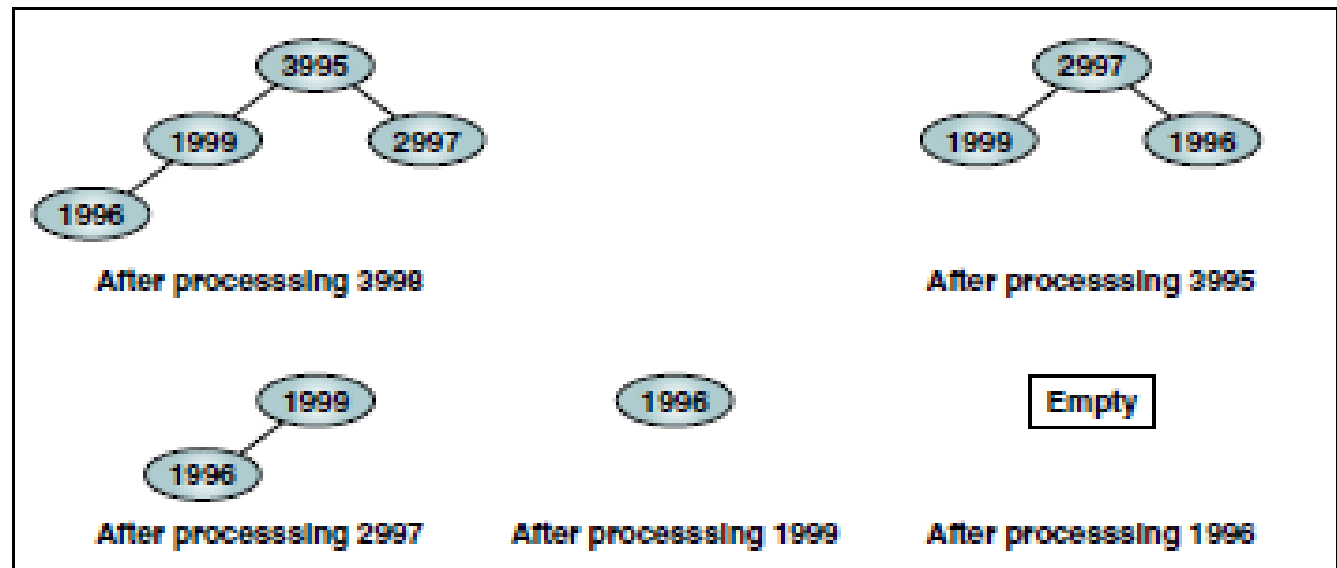 3995
2997
1999
2997
1999
1996
1996
After processsing 3998
After processsing 3995
1999
1996
Empty
1996
After processsing 2997
After processsing 1999
After processsing 1996